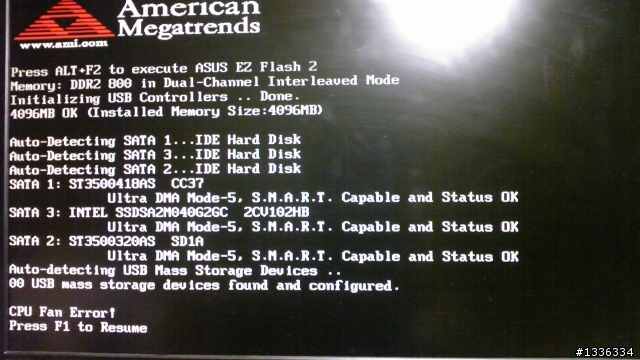 American
Megatrends
www.ami.com
Press ALT+F2 to execute ASUS EZ Flash 2
Memory: DDR2 800 in Dual-Channel Interleaved Mode
Initializing USB Controllers .. Done.
4096MB OK (Installed Memory Size:4096MB)
Auto-Detecting SATA 1...IDE Hard Disk
Auto-Detecting SATA 3...IDE Hard Disk
Auto-Detecting SATA 2...IDE Hard Disk
SATA 1: ST3500418AS CC37
Ultra DMA Mode-5, S.M.A.R.T. Capable and Status OK
SATA 3: INTEL SSDSA2M040G2GC 2CV102HB
Ultra DMA Mode-5, S.M.A.R.T. Capable and Status OK
SATA 2: ST3500320AS SD1A
Ultra DMA Mode-5, S.M.A.R.T. Capable and Status OK
Auto-detecting USB Mass Storage Devices ..
00 USB mass storage devices found and configured.
CPU Fan Error!
Press F1 to Resume
#1336334